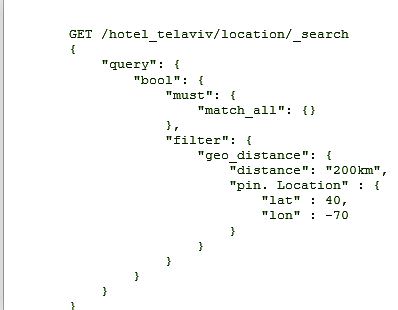 GET /hotel_telaviv/location/_search
{
    "query": {
        "bool": {
            "must": {
                "match_all": {}
            },
            "filter": {
                "geo_distance": {
                    "distance": "200km",
                    "pin. Location" : {
                        "lat" : 40,
                        "lon" : -70
                    }
                }
            }
        }
    }
}